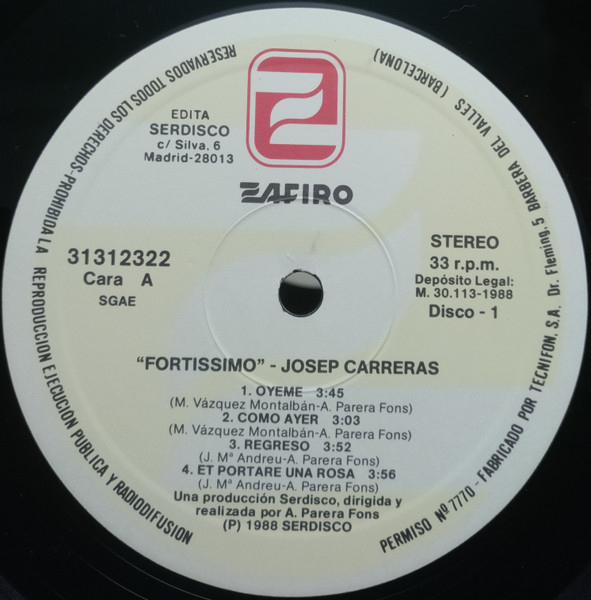 EDITA
SERDISCO
c/ Silva, 6
Madrid-28013
ZAFIRO
31312322
Cara A
SGAE
STEREO
33 r.p.m.
Depósito Legal:
M. 30.113-1988
Disco - 1
“FORTISSIMO” - JOSEP CARRERAS
1. OYEME 3:45
(M. Vázquez Montalbán-A. Parera Fons)
2. COMO AYER 3:03
(M. Vázquez Montalbán-A. Parera Fons)
3. REGRESO 3:52
(J. Mª Andreu-A. Parera Fons)
4. ET PORTARE UNA ROSA 3:56
(J. Mª Andreu-A. Parera Fons)
Una producción Serdisco, dirigida y
realizada por A. Parera Fons
(P) 1988 SERDISCO
RESERVADOS TODOS LOS DERECHOS-PROHIBIDA LA REPRODUCCION EJECUCION PUBLICA Y RADIODIFUSION
PERMISO Nº 7770 - FABRICADO POR TECNIFON, S.A. Dr. Fleming, 5 BARBERA DEL VALLES (BARCELONA)